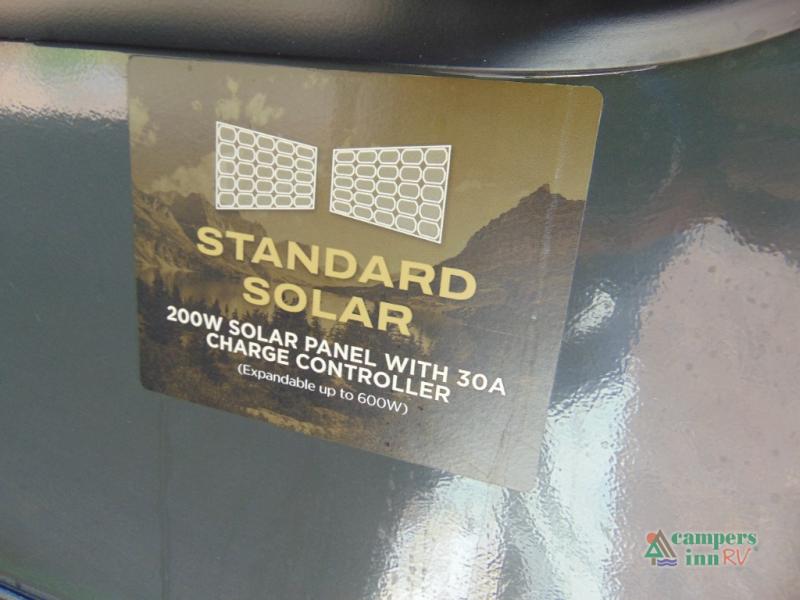 STANDARD
SOLAR
200W SOLAR PANEL WITH 30A
CHARGE CONTROLLER
(Expandable up to 600W)
campers
inn RV